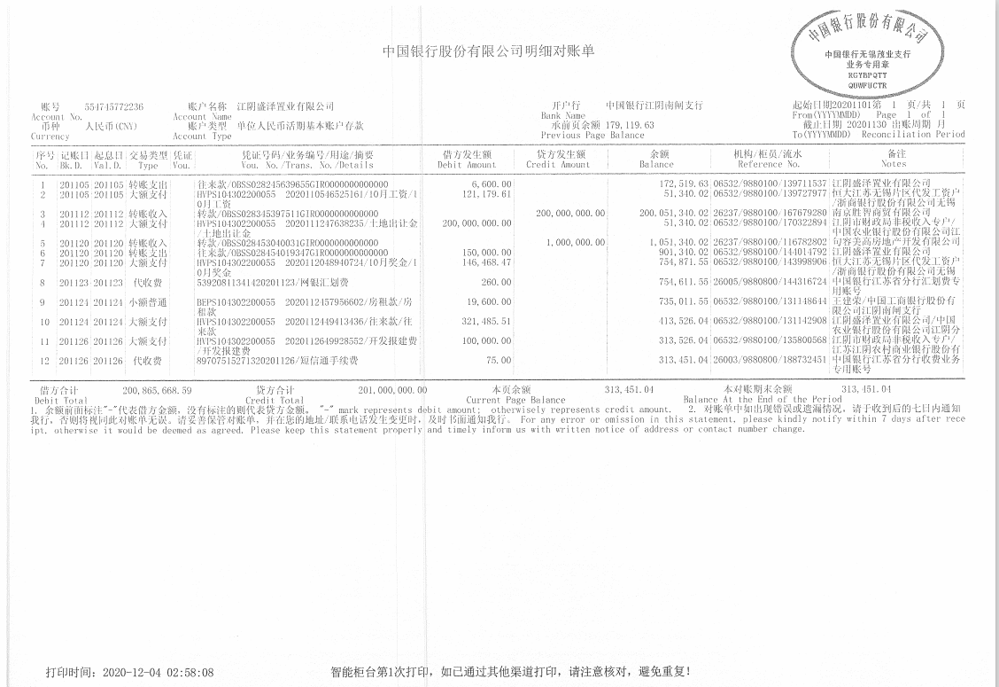 中国银行股份有限公司
中国银行无锡茂业支行
业务专用章
RGYBPQTY
QUWFUCTR
中国银行股份有限公司明细对账单
账号 554745772236 账户名称 江阴盛泽置业有限公司 开户行 中国银行江阴南闸支行 起始日期20201101第 1 页/共 1 页
Account No. Account Name Bank Name From(YYYYMMDD) Page 1 of 1
币种 人民币(CNY) 账户类型 单位人民币活期基本账户存款 承前页余额 179,119.63 截止日期 20201130 出账周期 月
Currency Account Type Previous Page Balance To(YYYYMMDD) Reconciliation Period
序号 记账日 起息日 交易类型 凭证 凭证号码/业务编号/用途/摘要 借方发生额 贷方发生额 余额 机构/柜员/流水 备注
No. Bk.D. Val.D. Type Vou. Vou. No./Trans. No./Details Debit Amount Credit Amount Balance Reference No. Notes
1 201105 201105 转账支出 往来款/OBSS028245639655GIRO000000000000 6,600.00 172,519.63 06532/9880100/139711537 江阴盛泽置业有限公司
2 201105 201105 大额支付 HVPS104302200055 2020110546525161/10月工资/1 121,179.61 51,340.02 06532/9880100/139727977 恒大江苏无锡片区代发工资户
0月工资 /浙商银行股份有限公司无锡
3 201112 201112 转账收入 转款/OBSS028345397511GIRO000000000000 200,000,000.00 200,051,340.02 26237/9880100/167679280 南京胜智商贸有限公司
4 201112 201112 大额支付 HVPS104302200055 2020111247638235/土地出让金 200,000,000.00 51,340.02 06532/9880100/170322894 江阴市财政局非税收入专户/
/土地出让金 中国农业银行股份有限公司江
5 201120 201120 转账收入 转款/OBSS028453040031GIRO000000000000 1,000,000.00 1,051,340.02 26237/9880100/116782802 句容美高房地产开发有限公司
6 201120 201120 转账支出 往来款/OBSS028454019347GIRO000000000000 150,000.00 901,340.02 06532/9880100/144014792 江阴盛泽置业有限公司
7 201120 201120 大额支付 HVPS104302200055 2020112048940724/10月奖金/1 146,468.47 754,871.55 06532/9880100/143998906 恒大江苏无锡片区代发工资户
0月奖金 /浙商银行股份有限公司无锡
8 201123 201123 代收费 5392081134142020​1123/网银汇划费 260.00 754,611.55 26005/9880100/144316724 中国银行江苏省分行汇划费专
用账号
9 201124 201124 小额普通 BEPS104302200055 2020112457956602/房租款/房 19,600.00 735,011.55 06532/9880100/131148644 王建荣/中国工商银行股份有
租款 限公司江阴南闸支行
10 201124 201124 大额支付 HVPS104302200055 2020112449413436/往来款/往 321,485.51 413,526.04 06532/9880100/131142908 江阴盛泽置业有限公司/中国
来款 农业银行股份有限公司江阴分
11 201126 201126 大额支付 HVPS104302200055 2020112649928552/开发报建费 100,000.00 313,526.04 06532/9880100/135800568 江阴市财政局非税收入专户/
/开发报建费 江苏江阴农村商业银行股份有
12 201126 201126 代收费 89707515271320201126/短信通手续费 75.00 313,451.04 26003/9880800/188732451 中国银行江苏省分行收费业务
专用账号
借方合计 200,865,668.59 贷方合计 201,000,000.00 本页余额 313,451.04 本对账期末余额 313,451.04
Debit Total Credit Total Current Page Balance Balance At the End of the Period
1. 余额前面标注"-"代表借方金额，没有标注的则代表贷方金额。 "-" mark represents debit amount; otherwisely represents credit amount. 2. 对账单中如出现错误或遗漏情况，请于收到后的七日内通知
我行，否则将视同此对账单无误。请妥善保管对账单，并在您的地址/联系电话发生变更时，及时书面通知我行。 For any error or omission in this statement, please kindly notify within 7 days after rece
ipt, otherwise it would be deemed as agreed. Please keep this statement properly and timely inform us with written notice of address or contact number change.
打印时间：2020-12-04 02:58:08 智能柜台第1次打印，如已通过其他渠道打印，请注意核对，避免重复！